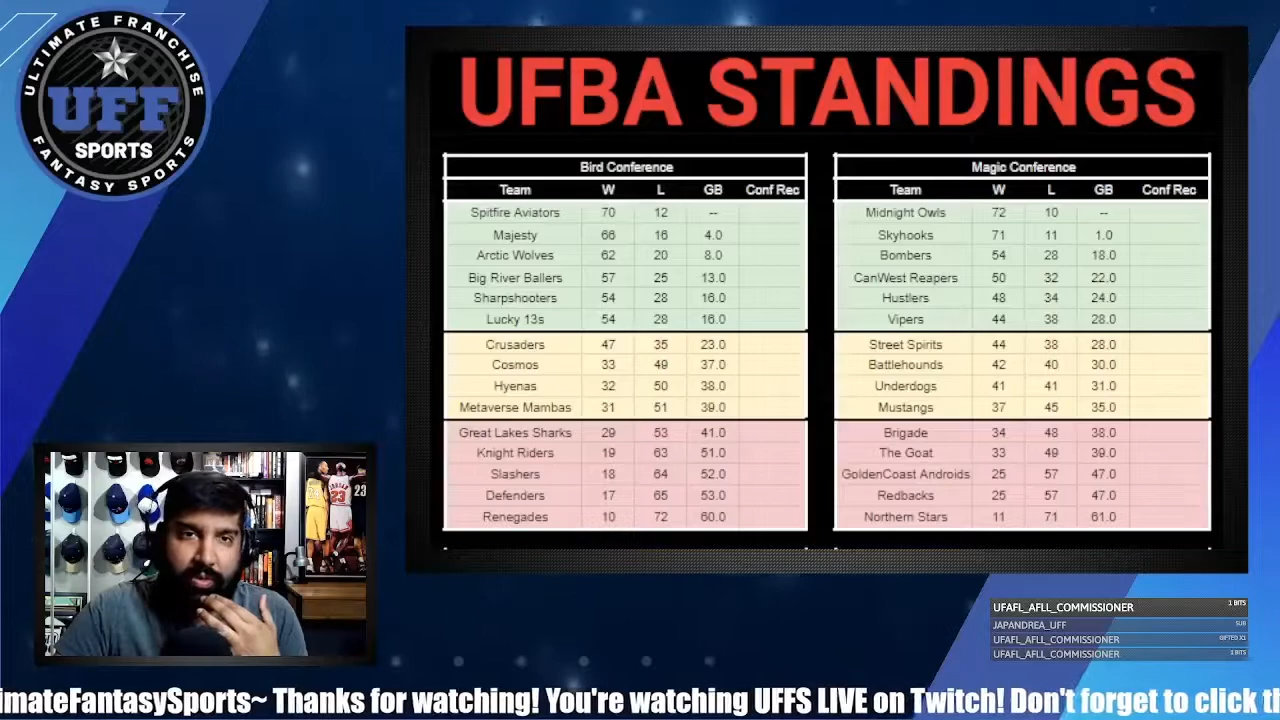 ULTIMATE FRANCHISE
UFF
SPORTS
FANTASY SPORTS
UFBA STANDINGS
Bird Conference
Team W L GB Conf Rec
Spitfire Aviators 70 12 --
Majesty 66 16 4.0
Arctic Wolves 62 20 8.0
Big River Ballers 57 25 13.0
Sharpshooters 54 28 16.0
Lucky 13s 54 28 16.0
Crusaders 47 35 23.0
Cosmos 33 49 37.0
Hyenas 32 50 38.0
Metaverse Mambas 31 51 39.0
Great Lakes Sharks 29 53 41.0
Knight Riders 19 63 51.0
Slashers 18 64 52.0
Defenders 17 65 53.0
Renegades 10 72 60.0
Magic Conference
Team W L GB Conf Rec
Midnight Owls 72 10 --
Skyhooks 71 11 1.0
Bombers 54 28 18.0
CanWest Reapers 50 32 22.0
Hustlers 48 34 24.0
Vipers 44 38 28.0
Street Spirits 44 38 28.0
Battlehounds 42 40 30.0
Underdogs 41 41 31.0
Mustangs 37 45 35.0
Brigade 34 48 38.0
The Goat 33 49 39.0
GoldenCoast Androids 25 57 47.0
Redbacks 25 57 47.0
Northern Stars 11 71 61.0
24
23
23
UFAFL_AFLL_COMMISSIONER 1 BITS
JAPANDREA_UFF SUB
UFAFL_AFLL_COMMISSIONER GIFTED X1
UFAFL_AFLL_COMMISSIONER 1 BITS
imateFantasySports~ Thanks for watching! You're watching UFFS LIVE on Twitch! Don't forget to click th